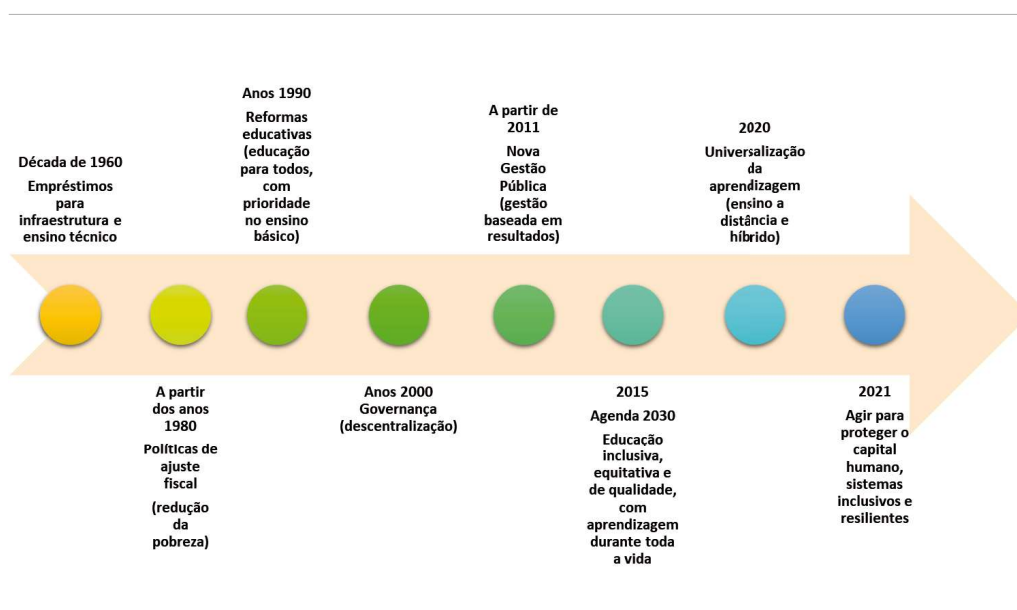 Década de 1960
Empréstimos
para
infraestrutura e
ensino técnico
A partir
dos anos
1980
Políticas de
ajuste
fiscal
(redução
da
pobreza)
Anos 1990
Reformas
educativas
(educação
para todos,
com
prioridade
no ensino
básico)
Anos 2000
Governança
(descentralização)
A partir de
2011
Nova
Gestão
Pública
(gestão
baseada em
resultados)
2015
Agenda 2030
Educação
inclusiva,
equitativa e
de qualidade,
com
aprendizagem
durante toda
a vida
2020
Universalização
da
aprendizagem
(ensino a
distância e
híbrido)
2021
Agir para
proteger o
capital
humano,
sistemas
inclusivos e
resilientes